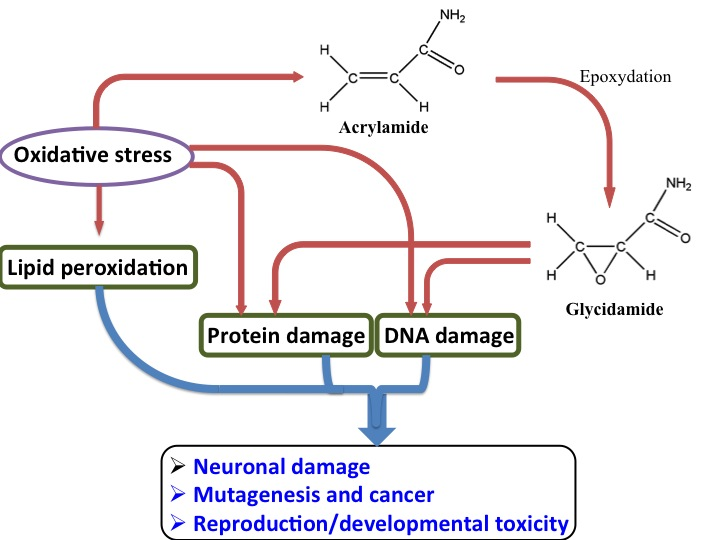 NH2
H
C
C
C
O
H
H
Acrylamide
Epoxydation
Oxidative stress
NH2
H
C
C
C
O
H
O
H
Glycidamide
Lipid peroxidation
Protein damage
DNA damage
➢ Neuronal damage
➢ Mutagenesis and cancer
➢ Reproduction/developmental toxicity